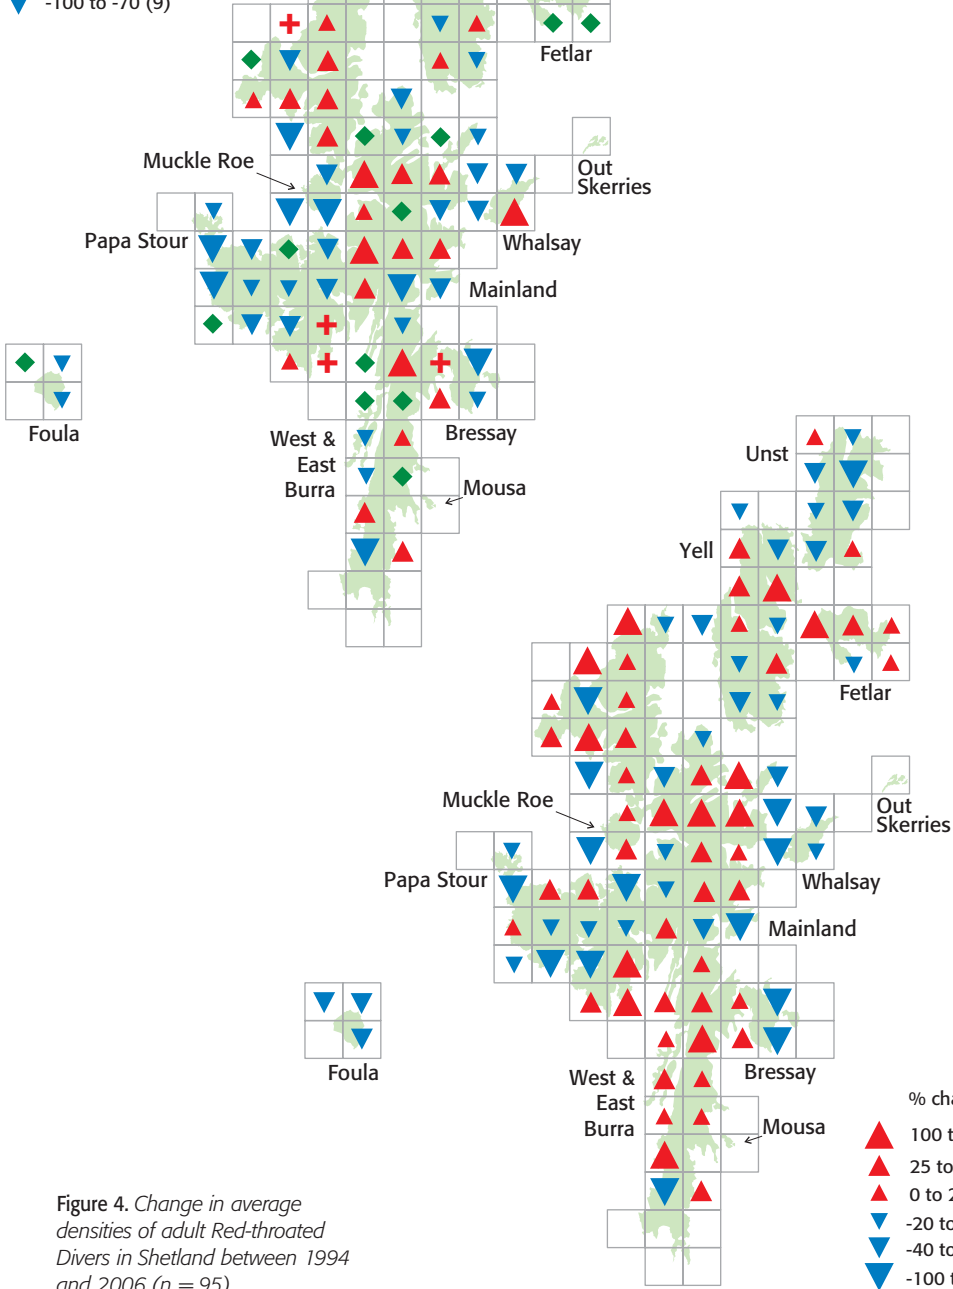 -100 to -70 (9)
Fetlar
Muckle Roe
Out
Skerries
Papa Stour
Whalsay
Mainland
Foula
West &
East
Burra
Bressay
Mousa
Unst
Yell
Fetlar
Muckle Roe
Out
Skerries
Papa Stour
Whalsay
Mainland
Foula
West &
East
Burra
Bressay
Mousa
% cha
100 t
25 to
0 to 2
-20 to
-40 to
-100 t
Figure 4. Change in average
densities of adult Red-throated
Divers in Shetland between 1994
and 2006 (n = 95)